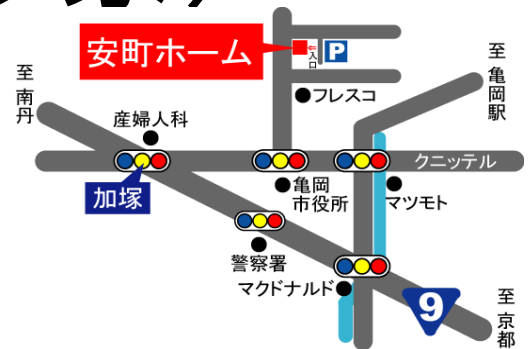 安町ホーム
入口
P
至亀岡駅
至南丹
フレスコ
産婦人科
クニッテル
加塚
亀岡
市役所
マツモト
警察署
マクドナルド
9
至京都